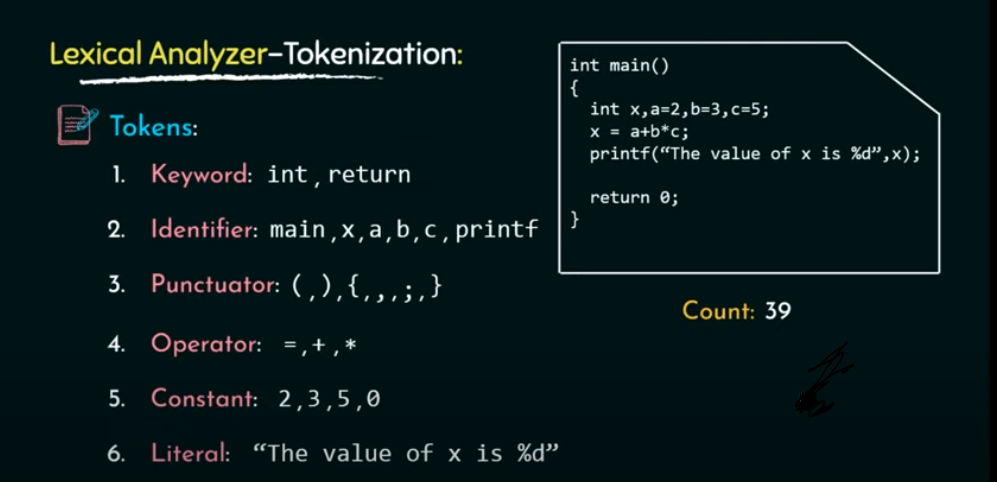 Lexical Analyzer–Tokenization:
Tokens:
1. Keyword: int,return
2. Identifier: main,x,a,b,c,printf
3. Punctuator: (,),{,,,;,}
4. Operator: =,+,*
5. Constant: 2,3,5,0
6. Literal: “The value of x is %d”
int main()
{
int x,a=2,b=3,c=5;
x = a+b*c;
printf(“The value of x is %d”,x);
return 0;
}
Count: 39